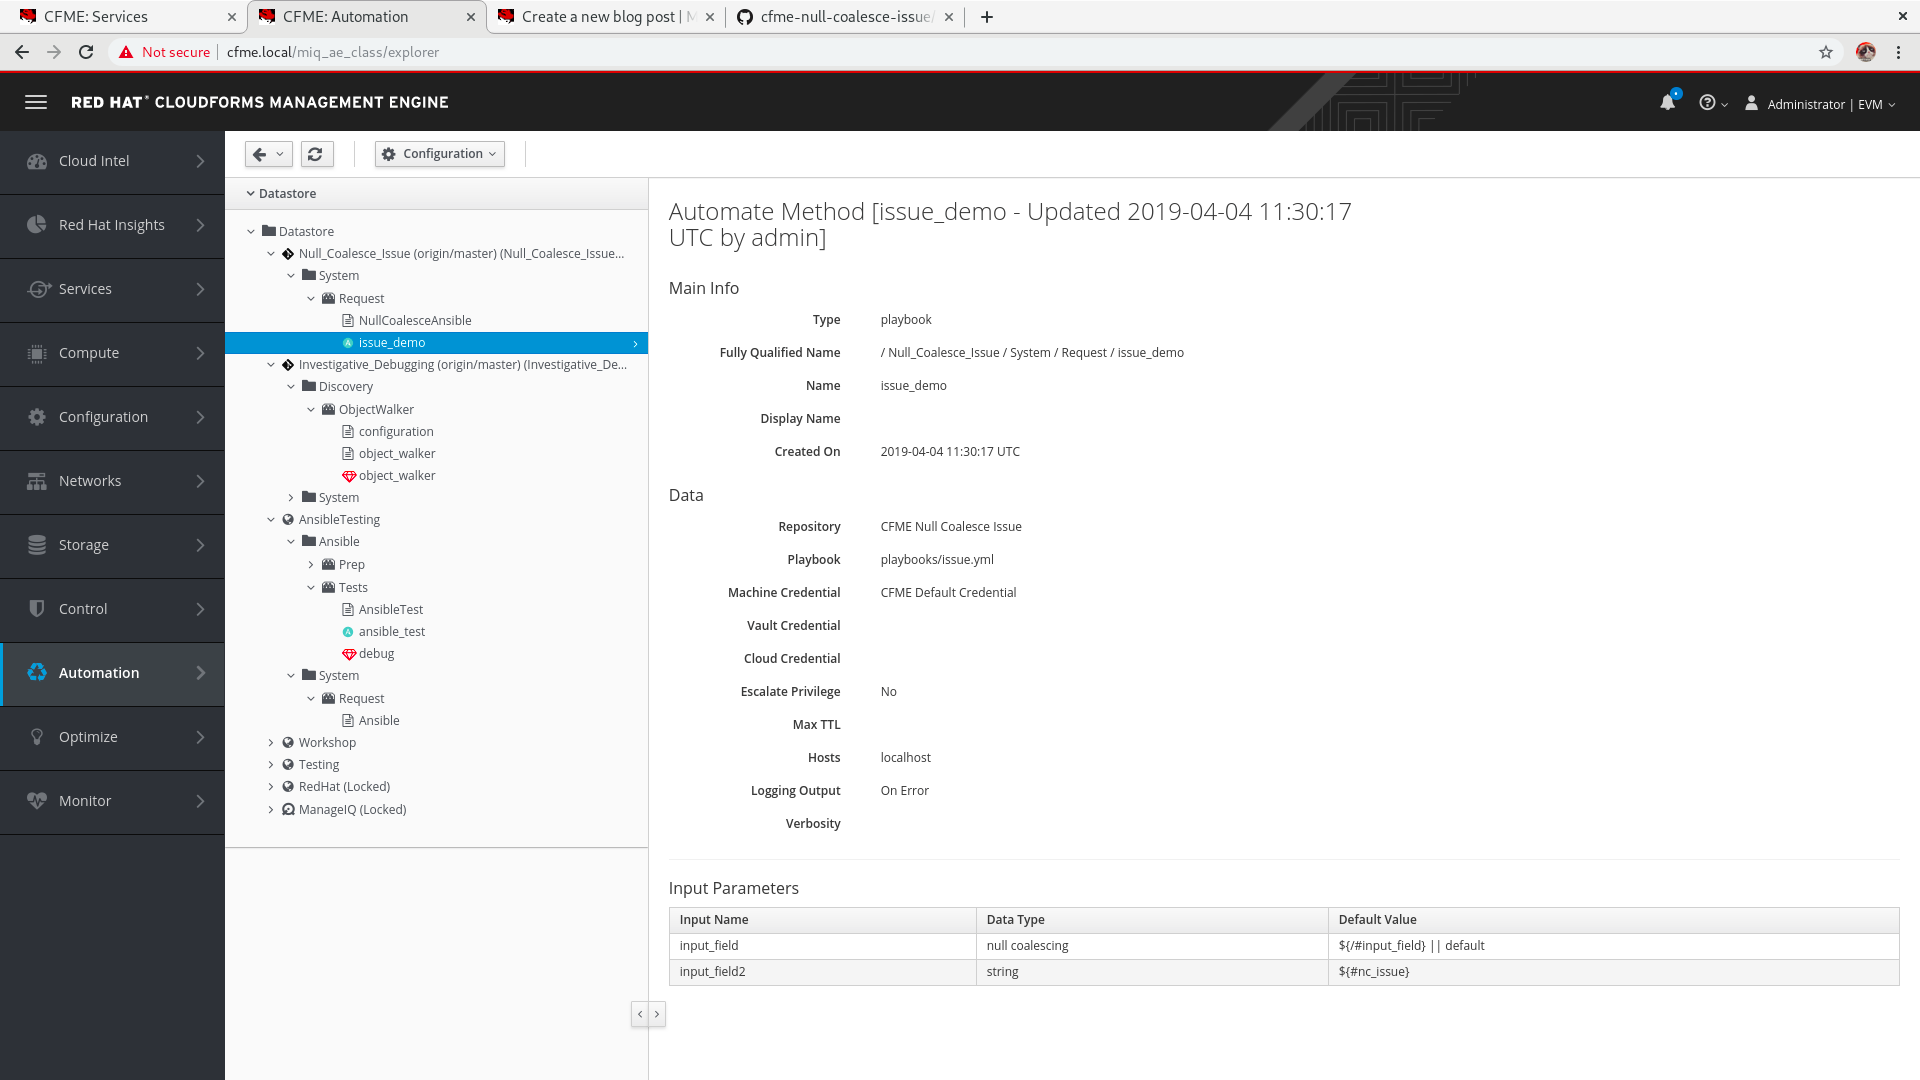 CFME: Services
CFME: Automation
Create a new blog post |
cfme-null-coalesce-issue/
Not secure
cfme.local/miq_ae_class/explorer
RED HAT® CLOUDFORMS MANAGEMENT ENGINE
Administrator | EVM
Cloud Intel
Red Hat Insights
Services
Compute
Configuration
Networks
Storage
Control
Automation
Optimize
Monitor
Configuration
Datastore
Datastore
Null_Coalesce_Issue (origin/master) (Null_Coalesce_Issue...
System
Request
NullCoalesceAnsible
issue_demo
Investigative_Debugging (origin/master) (Investigative_De...
Discovery
ObjectWalker
configuration
object_walker
object_walker
System
AnsibleTesting
Ansible
Prep
Tests
AnsibleTest
ansible_test
debug
System
Request
Ansible
Workshop
Testing
RedHat (Locked)
ManageIQ (Locked)
Automate Method [issue_demo - Updated 2019-04-04 11:30:17
UTC by admin]
Main Info
Type playbook
Fully Qualified Name / Null_Coalesce_Issue / System / Request / issue_demo
Name issue_demo
Display Name
Created On 2019-04-04 11:30:17 UTC
Data
Repository CFME Null Coalesce Issue
Playbook playbooks/issue.yml
Machine Credential CFME Default Credential
Vault Credential
Cloud Credential
Escalate Privilege No
Max TTL
Hosts localhost
Logging Output On Error
Verbosity
Input Parameters
Input Name Data Type Default Value
input_field null coalescing ${/#input_field} || default
input_field2 string ${#nc_issue}